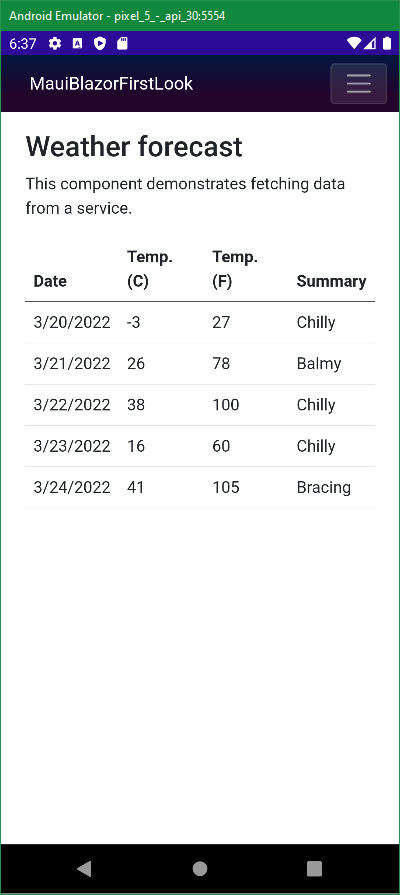 Android Emulator - pixel_5_-_api_30:5554
6:37
MauiBlazorFirstLook
Weather forecast
This component demonstrates fetching data
from a service.
Date Temp. (C) Temp. (F) Summary
3/20/2022 -3 27 Chilly
3/21/2022 26 78 Balmy
3/22/2022 38 100 Chilly
3/23/2022 16 60 Chilly
3/24/2022 41 105 Bracing